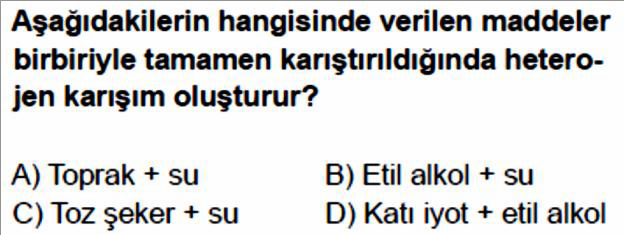 Aşağıdakilerin hangisinde verilen maddeler
birbiriyle tamamen karıştırıldığında hetero-
jen karışım oluşturur?
A) Toprak + su B) Etil alkol + su
C) Toz şeker + su D) Katı iyot + etil alkol